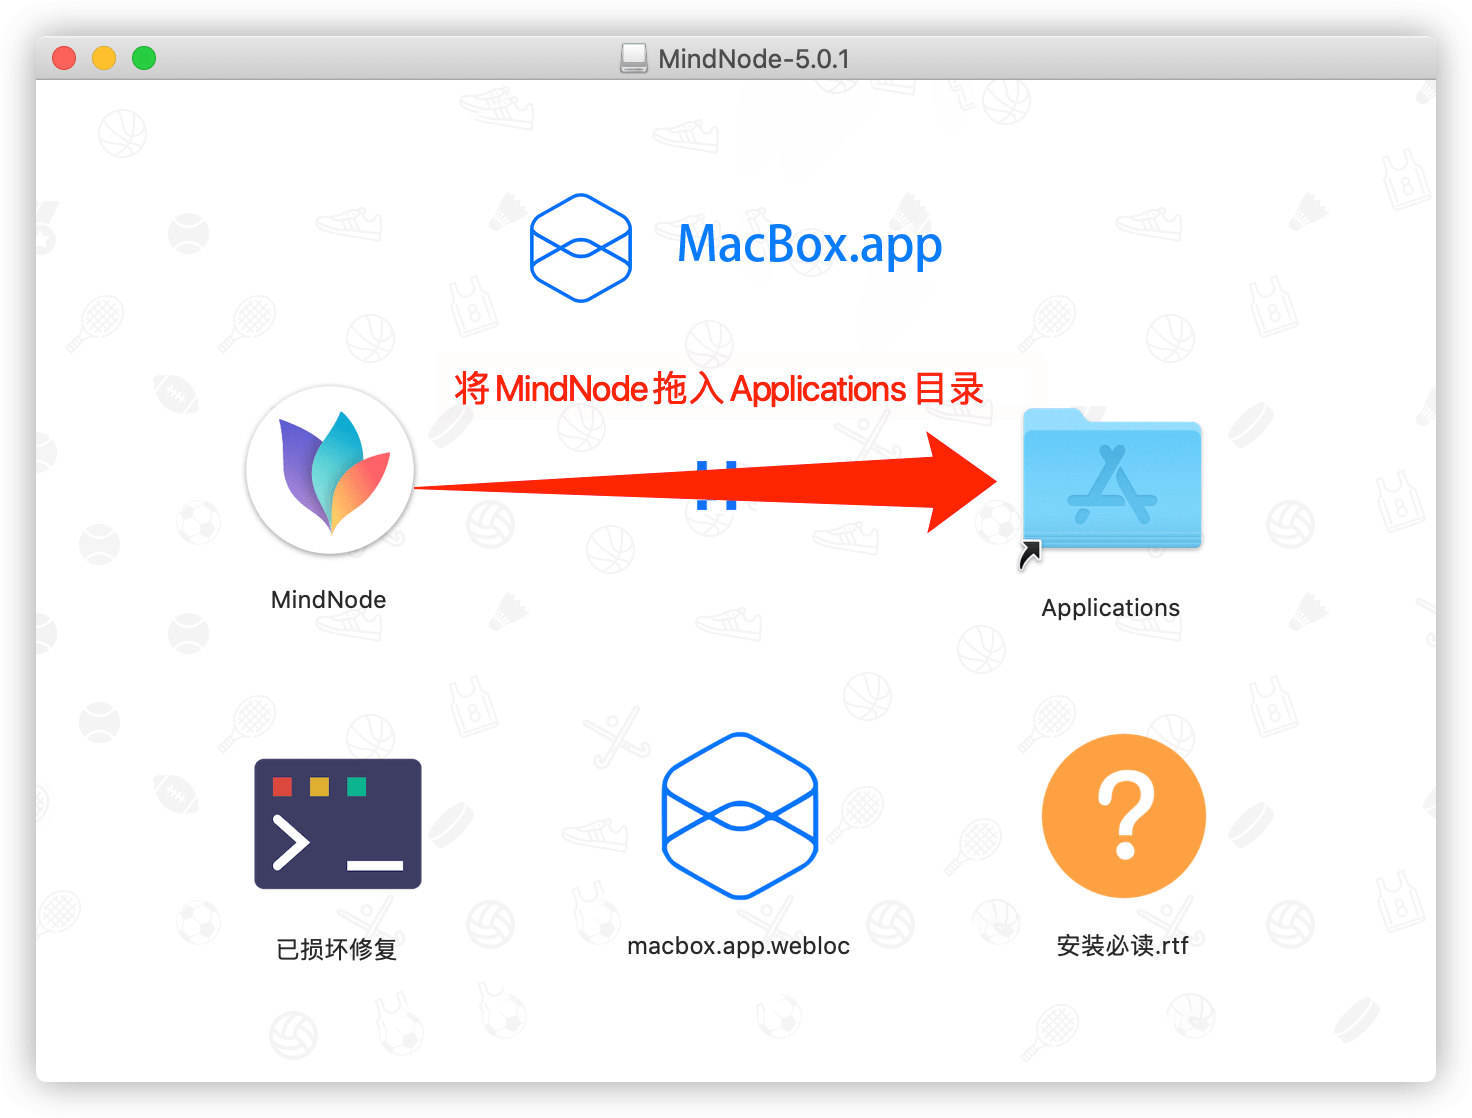 MindNode-5.0.1
MacBox.app
将 MindNode 拖入 Applications 目录
MindNode
Applications
已损坏修复
macbox.app.webloc
安装必读.rtf